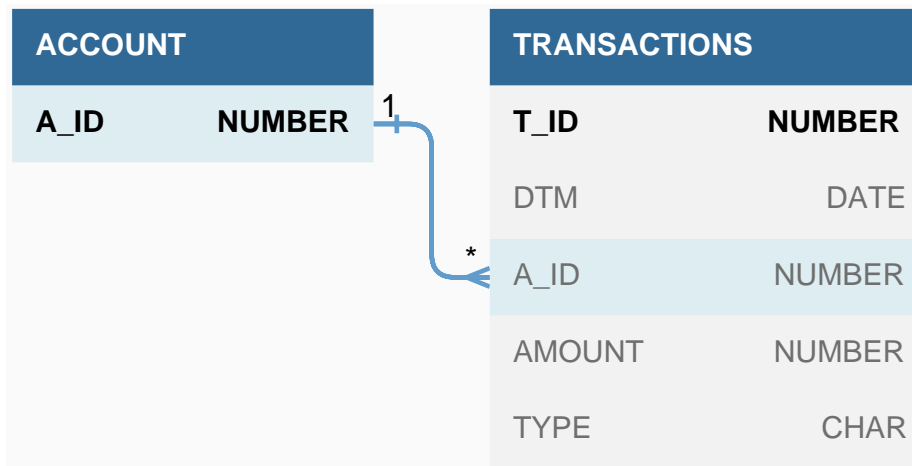 ACCOUNT
A_ID NUMBER
1
*
TRANSACTIONS
T_ID NUMBER
DTM DATE
A_ID NUMBER
AMOUNT NUMBER
TYPE CHAR